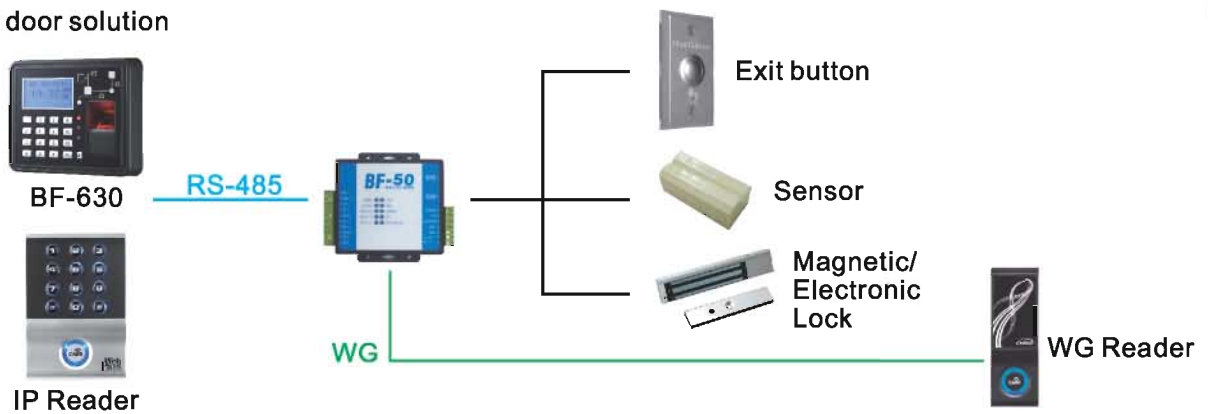 door solution
BF-630
RS-485
BF-50
IP Reader
Exit button
Sensor
Magnetic/
Electronic
Lock
WG
WG Reader